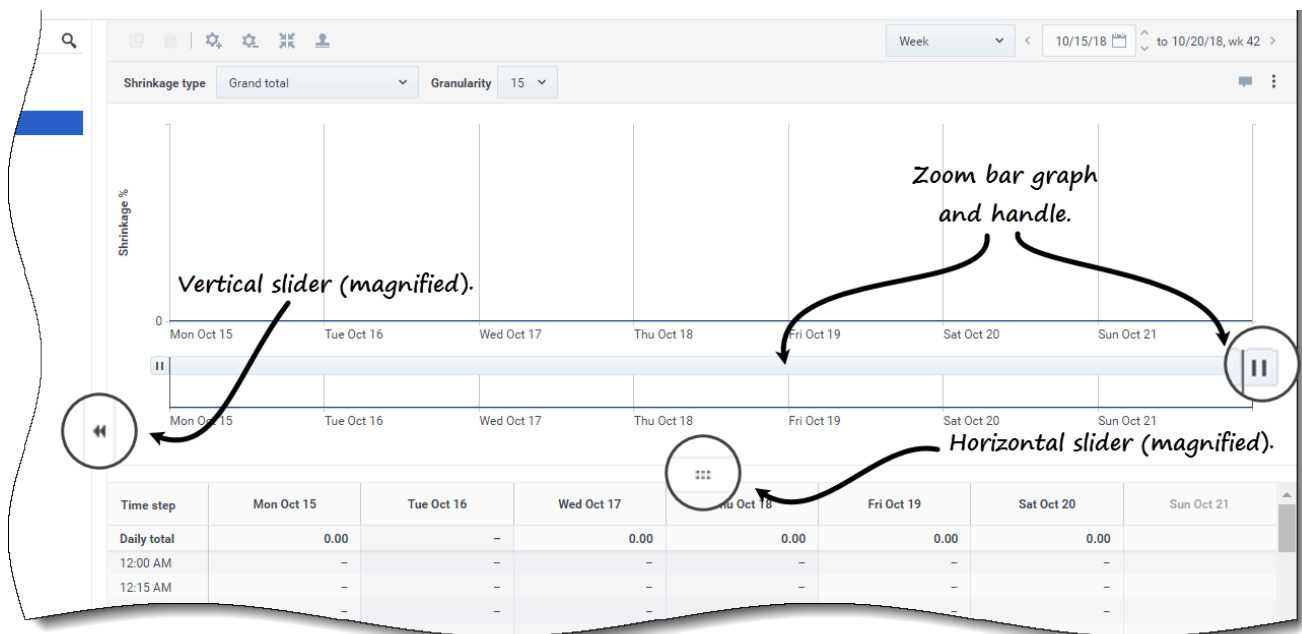 Week 10/15/18 to 10/20/18, wk 42
Shrinkage type Grand total Granularity 15
Shrinkage %
Zoom bar graph
and handle.
Vertical slider (magnified).
0
Mon Oct 15 Tue Oct 16 Wed Oct 17 Thu Oct 18 Fri Oct 19 Sat Oct 20 Sun Oct 21
Mon Oct 15 Tue Oct 16 Wed Oct 17 Thu Oct 18 Fri Oct 19 Sat Oct 20 Sun Oct 21
Horizontal slider (magnified).
Time step Mon Oct 15 Tue Oct 16 Wed Oct 17 Thu Oct 18 Fri Oct 19 Sat Oct 20 Sun Oct 21
Daily total 0.00 – 0.00 0.00 0.00 0.00
12:00 AM – – – – – –
12:15 AM – – – – – –
– – – – –